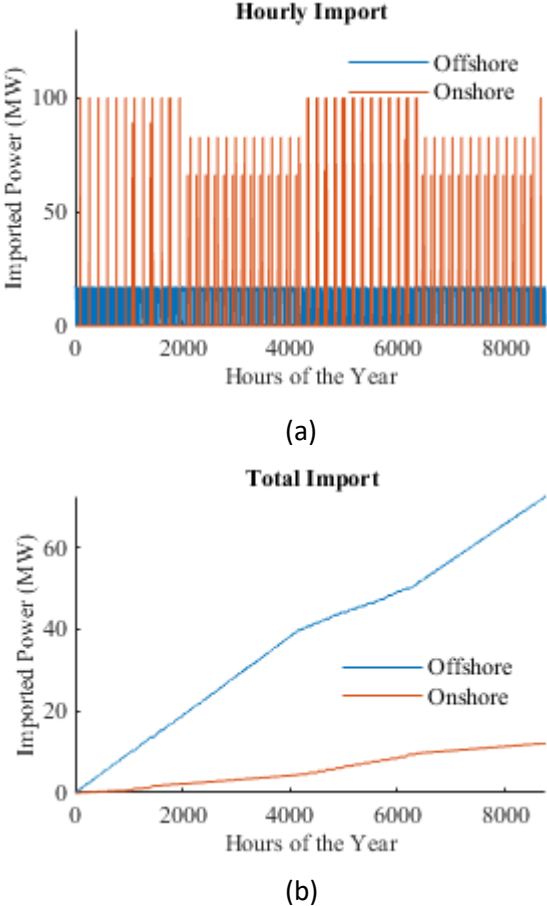 Hourly Import
Imported Power (MW)
100
50
0
Offshore
Onshore
0 2000 4000 6000 8000
Hours of the Year
(a)
Total Import
Imported Power (MW)
60
40
20
0
Offshore
Onshore
0 2000 4000 6000 8000
Hours of the Year
(b)